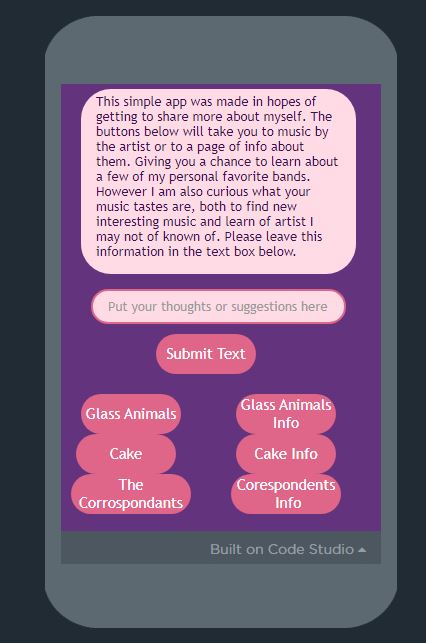 This simple app was made in hopes of
getting to share more about myself. The
buttons below will take you to music by
the artist or to a page of info about
them. Giving you a chance to learn about
a few of my personal favorite bands.
However I am also curious what your
music tastes are, both to find new
interesting music and learn of artist I
may not of known of. Please leave this
information in the text box below.
Put your thoughts or suggestions here
Submit Text
Glass Animals
Glass Animals
Info
Cake
Cake Info
The
Corrospondants
Corespondents
Info
Built on Code Studio